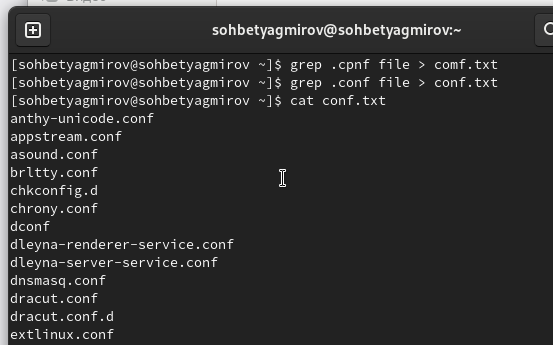 sohbetyagmirov@sohbetyagmirov:~
[sohbetyagmirov@sohbetyagmirov ~]$ grep .cpnf file > comf.txt
[sohbetyagmirov@sohbetyagmirov ~]$ grep .conf file > conf.txt
[sohbetyagmirov@sohbetyagmirov ~]$ cat conf.txt
anthy-unicode.conf
appstream.conf
asound.conf
brltty.conf
chkconfig.d
chrony.conf
dconf
dleyna-renderer-service.conf
dleyna-server-service.conf
dnsmasq.conf
dracut.conf
dracut.conf.d
extlinux.conf